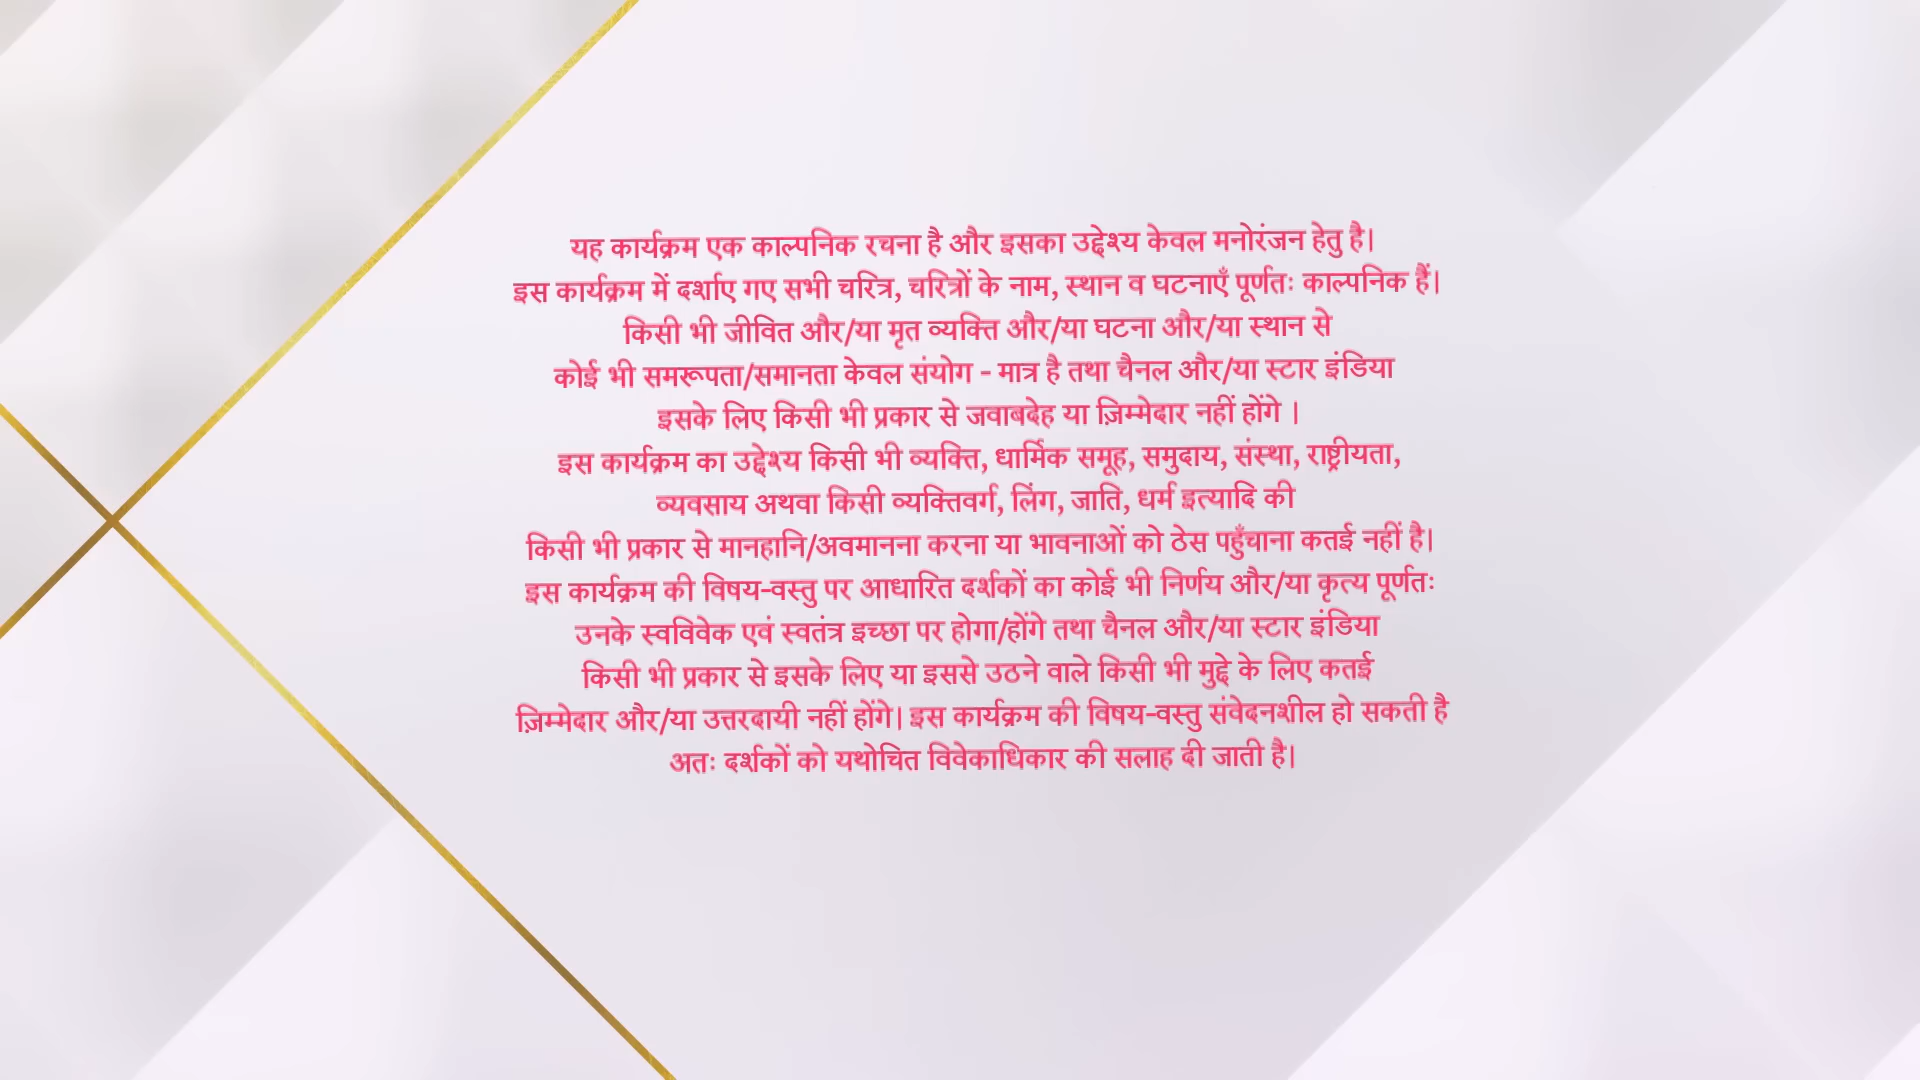 यह कार्यक्रम एक काल्पनिक रचना है और इसका उद्देश्य केवल मनोरंजन हेतु है।
इस कार्यक्रम में दर्शाए गए सभी चरित्र, चरित्रों के नाम, स्थान व घटनाएँ पूर्णतः काल्पनिक हैं।
किसी भी जीवित और/या मृत व्यक्ति और/या घटना और/या स्थान से
कोई भी समरूपता/समानता केवल संयोग - मात्र है तथा चैनल और/या स्टार इंडिया
इसके लिए किसी भी प्रकार से जवाबदेह या ज़िम्मेदार नहीं होंगे ।
इस कार्यक्रम का उद्देश्य किसी भी व्यक्ति, धार्मिक समूह, समुदाय, संस्था, राष्ट्रीयता,
व्यवसाय अथवा किसी व्यक्तिवर्ग, लिंग, जाति, धर्म इत्यादि की
किसी भी प्रकार से मानहानि/अवमानना करना या भावनाओं को ठेस पहुँचाना कतई नहीं है।
इस कार्यक्रम की विषय-वस्तु पर आधारित दर्शकों का कोई भी निर्णय और/या कृत्य पूर्णतः
उनके स्वविवेक एवं स्वतंत्र इच्छा पर होगा/होंगे तथा चैनल और/या स्टार इंडिया
किसी भी प्रकार से इसके लिए या इससे उठने वाले किसी भी मुद्दे के लिए कतई
ज़िम्मेदार और/या उत्तरदायी नहीं होंगे। इस कार्यक्रम की विषय-वस्तु संवेदनशील हो सकती है
अतः दर्शकों को यथोचित विवेकाधिकार की सलाह दी जाती है।